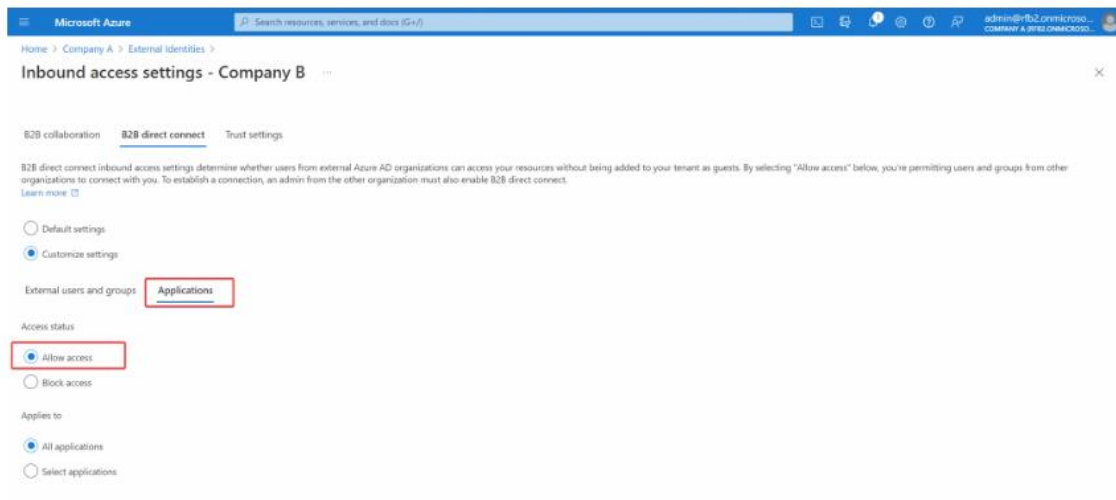 Microsoft Azure
Search resources, services, and docs (G+/)
admin@rfb2.onmicroso...
COMPANY A (RFB2.ONMICROSO...
Home > Company A > External Identities >
Inbound access settings - Company B ...
B2B collaboration B2B direct connect Trust settings
B2B direct connect inbound access settings determine whether users from external Azure AD organizations can access your resources without being added to your tenant as guests. By selecting "Allow access" below, you're permitting users and groups from other
organizations to connect with you. To establish a connection, an admin from the other organization must also enable B2B direct connect.
Learn more
Default settings
Customize settings
External users and groups Applications
Access status
Allow access
Block access
Applies to
All applications
Select applications